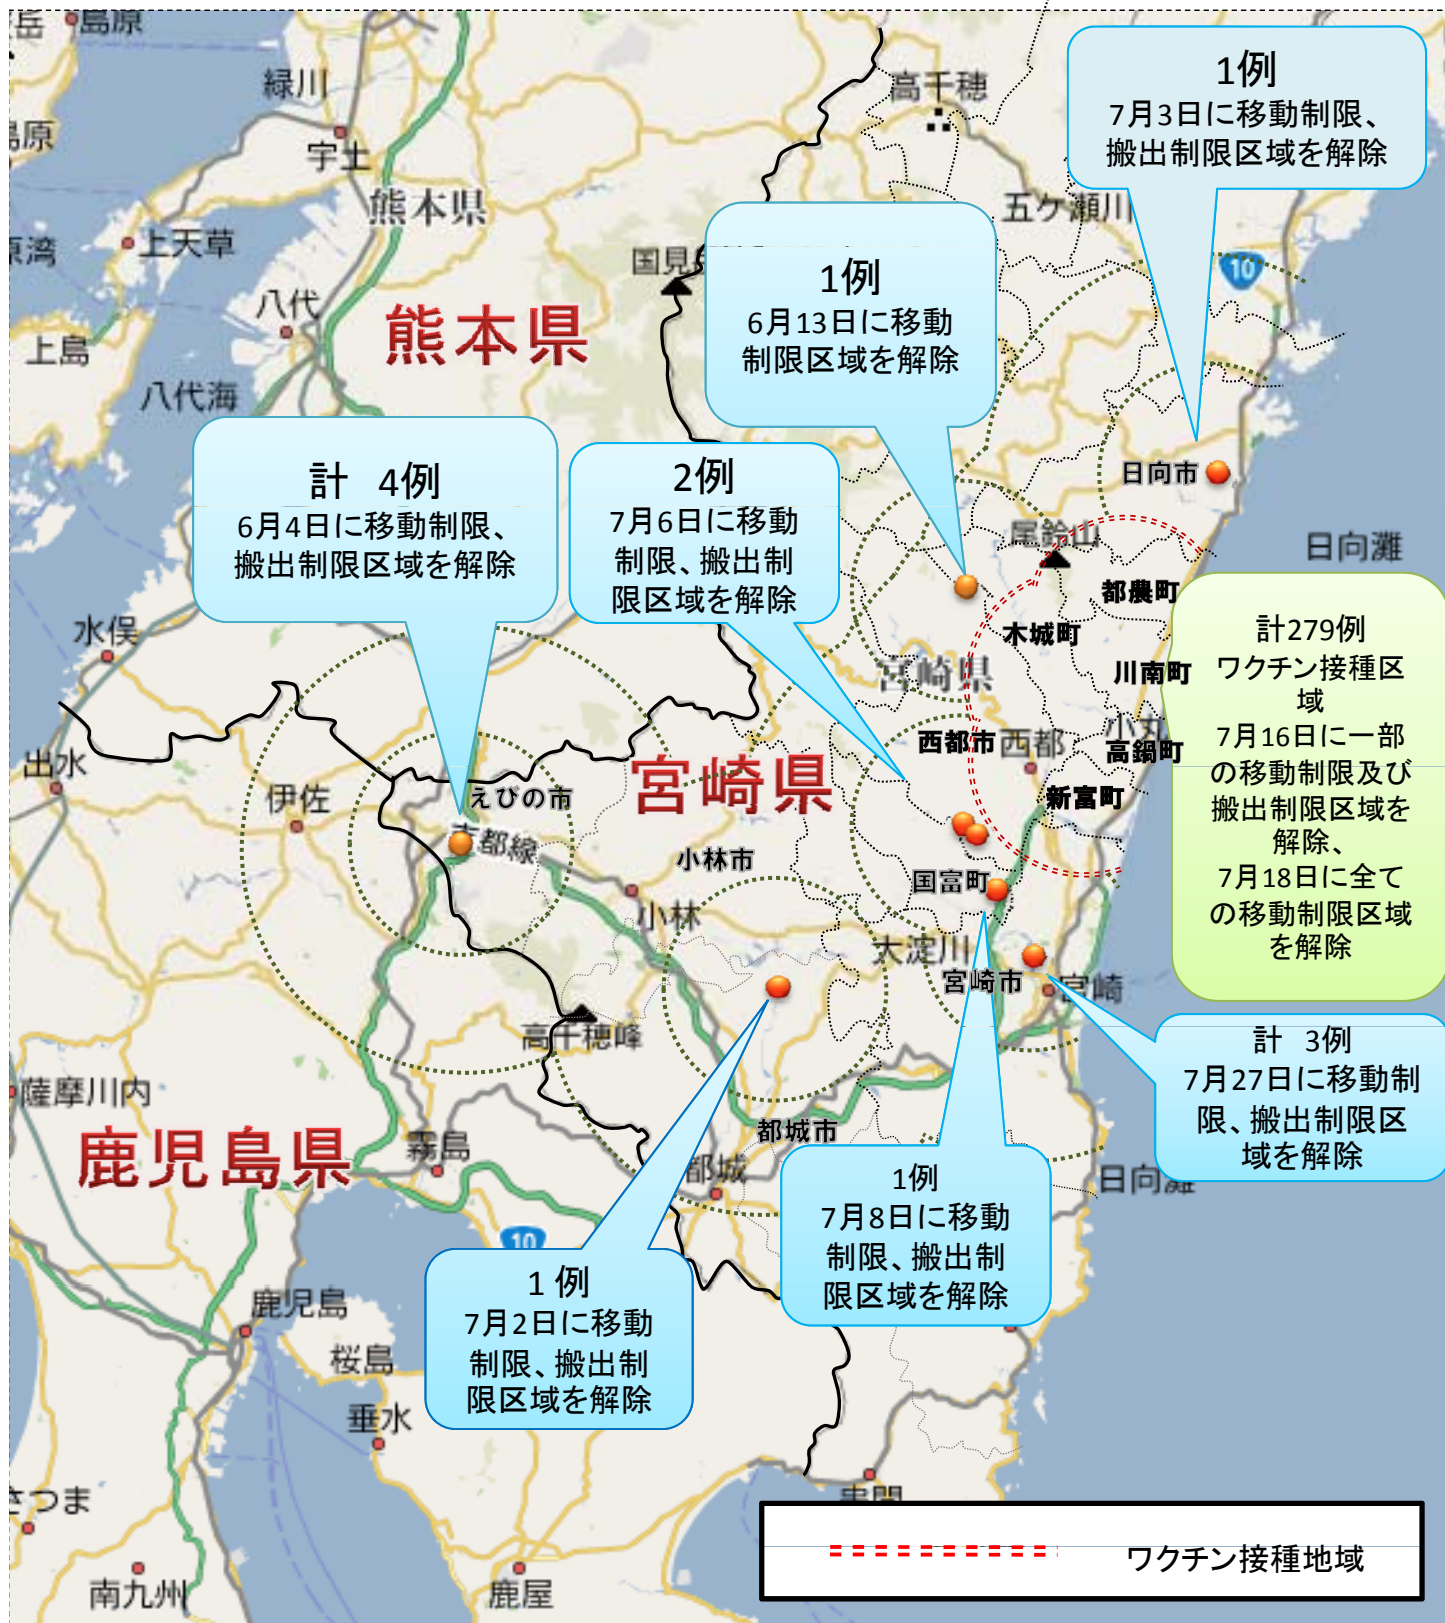 岳
島原
緑川
高千穂
1例
7月3日に移動制限、
搬出制限区域を解除
島原
宇土
熊本県
五ケ瀬川
原湾
上天草
国見
10
1例
6月13日に移動
制限区域を解除
八代
熊本県
上島
八代海
計 4例
6月4日に移動制限、
搬出制限区域を解除
2例
7月6日に移動
制限、搬出制
限区域を解除
日向市
尾鈴山
日向灘
都農町
水俣
木城町
宮崎県
川南町
計279例
ワクチン接種区
域
7月16日に一部
の移動制限及び
搬出制限区域を
解除、
7月18日に全て
の移動制限区域
を解除
西都市
西都
小丸
高鍋町
出水
伊佐
えびの市
宮崎県
新富町
吉都線
小林市
国富町
小林
大淀川
宮崎市
宮崎
高千穂峰
計 3例
7月27日に移動制
限、搬出制限区
域を解除
薩摩川内
鹿児島県
霧島
都城市
都城
日向灘
1例
7月8日に移動
制限、搬出制
限区域を解除
10
1例
7月2日に移動
制限、搬出制
限区域を解除
鹿児島
桜島
垂水
さつま
串間
南九州
鹿屋
ワクチン接種地域